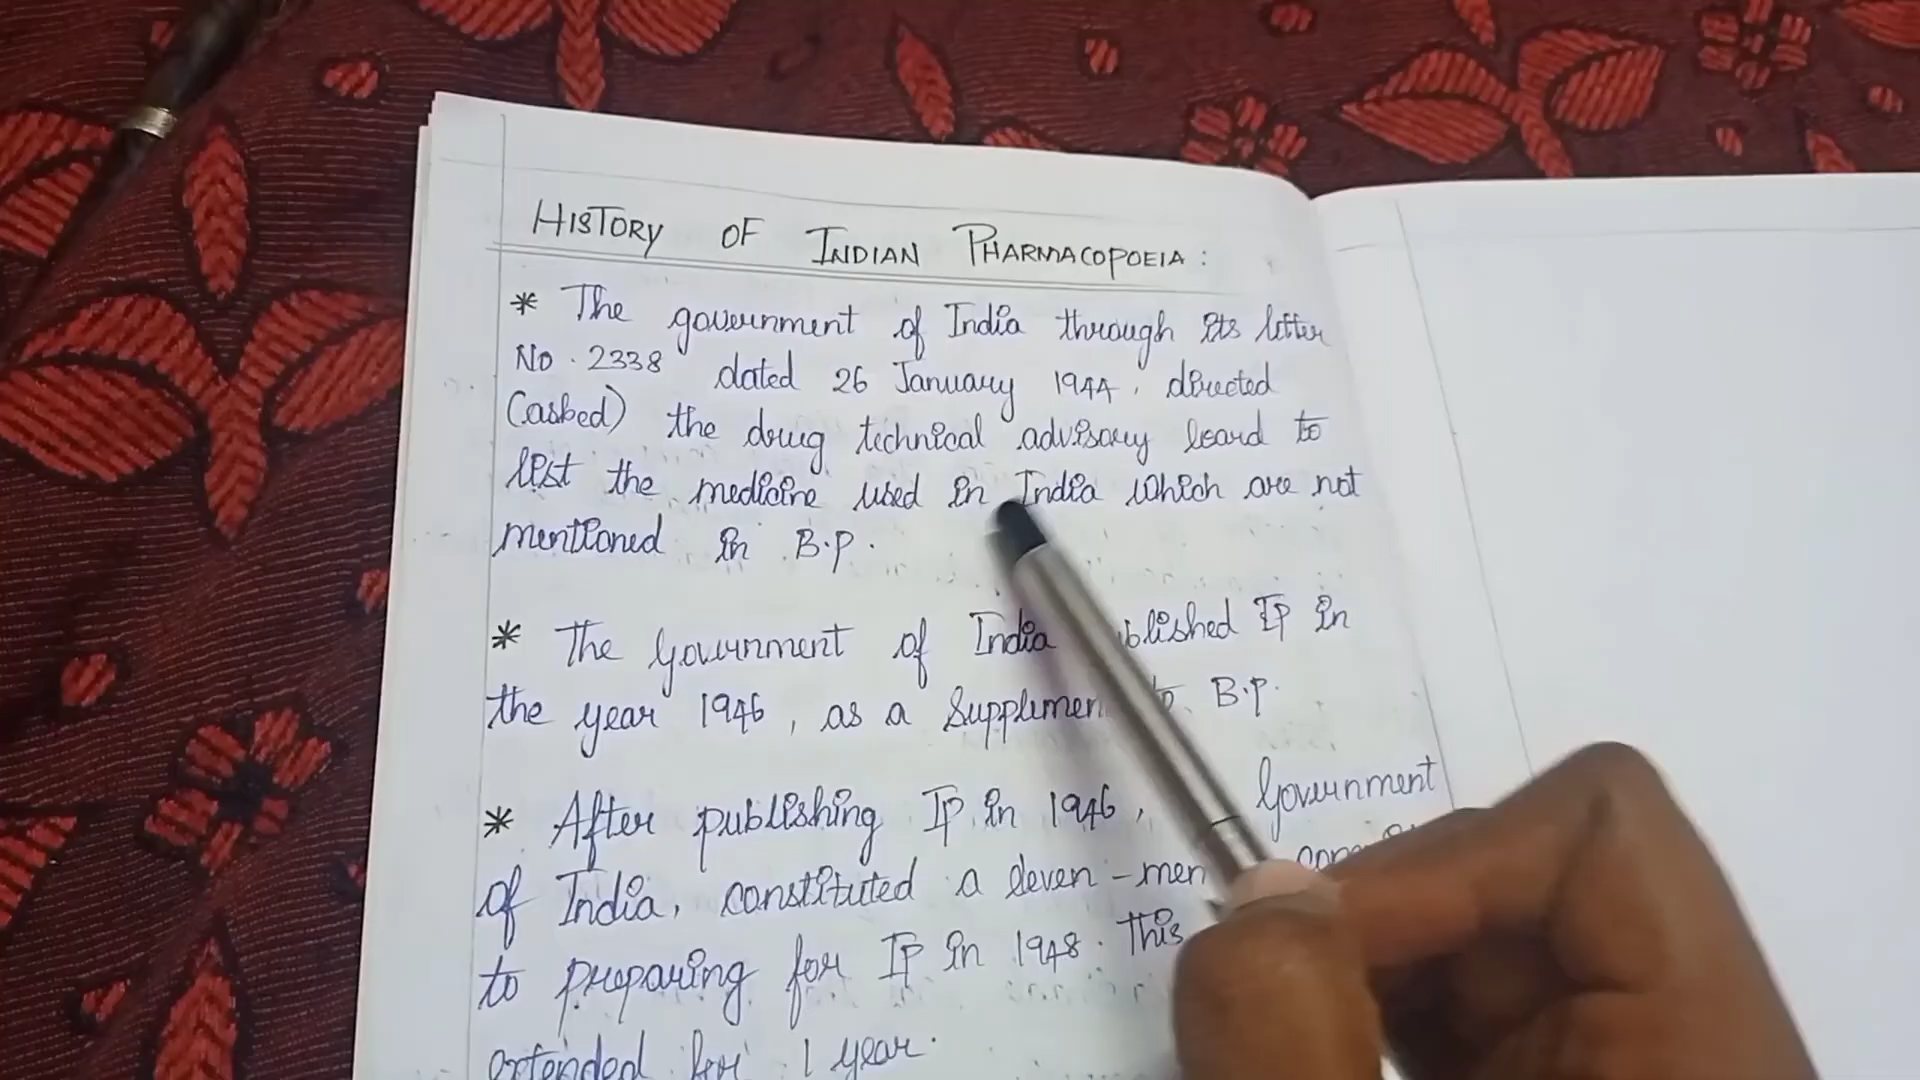 HISTORY OF INDIAN PHARMACOPOEIA :
* The government of India through its letter
No. 2338 dated 26 January 1944, directed
(asked) the drug technical advisory board to
list the medicine used in India which are not
mentioned in B.P.
* The Government of India published IP in
the year 1946, as a Supplement to B.P.
* After publishing IP in 1946, Government
of India, constituted a eleven-mem
to preparing for IP in 1948. This
extended for 1 year.